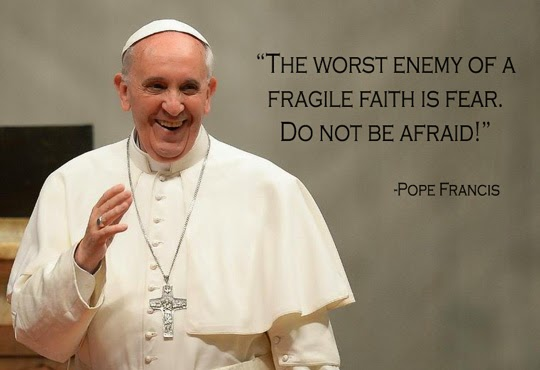 “The worst enemy of a
fragile faith is fear.
Do not be afraid!”
-Pope Francis